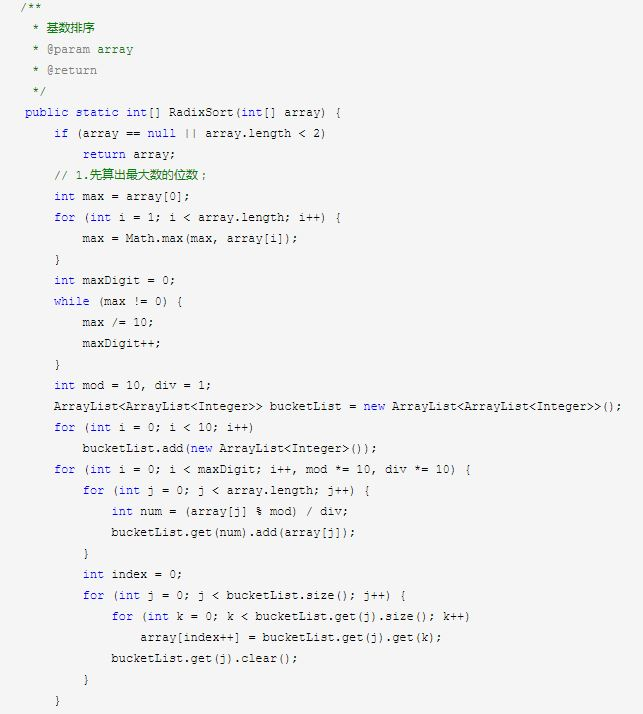 /**
 * 基数排序
 * @param array
 * @return
 */
public static int[] RadixSort(int[] array) {
    if (array == null || array.length < 2)
        return array;
    // 1.先算出最大数的位数；
    int max = array[0];
    for (int i = 1; i < array.length; i++) {
        max = Math.max(max, array[i]);
    }
    int maxDigit = 0;
    while (max != 0) {
        max /= 10;
        maxDigit++;
    }
    int mod = 10, div = 1;
    ArrayList<ArrayList<Integer>> bucketList = new ArrayList<ArrayList<Integer>>();
    for (int i = 0; i < 10; i++)
        bucketList.add(new ArrayList<Integer>());
    for (int i = 0; i < maxDigit; i++, mod *= 10, div *= 10) {
        for (int j = 0; j < array.length; j++) {
            int num = (array[j] % mod) / div;
            bucketList.get(num).add(array[j]);
        }
        int index = 0;
        for (int j = 0; j < bucketList.size(); j++) {
            for (int k = 0; k < bucketList.get(j).size(); k++)
                array[index++] = bucketList.get(j).get(k);
            bucketList.get(j).clear();
        }
    }